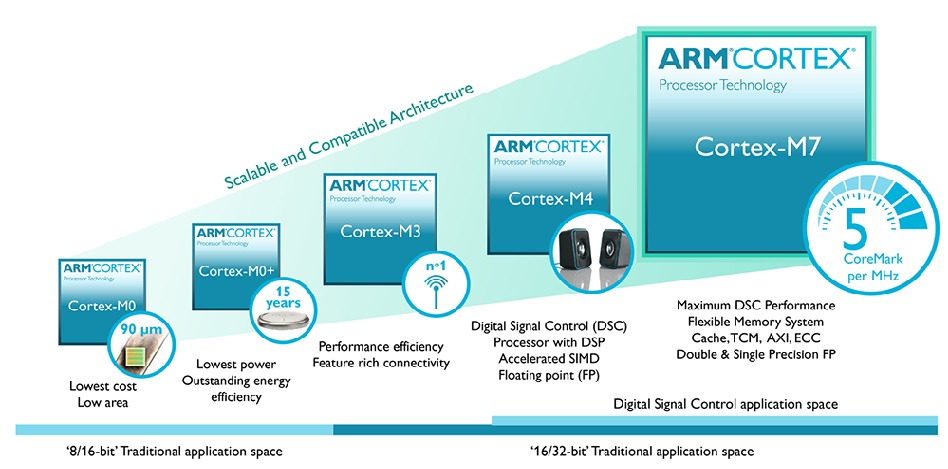 Scalable and Compatible Architecture
ARM®CORTEX®
Processor Technology
Cortex-M0
90 µm
Lowest cost
Low area
ARM®CORTEX®
Processor Technology
Cortex-M0+
15
years
Lowest power
Outstanding energy
efficiency
ARM®CORTEX®
Processor Technology
Cortex-M3
n°1
Performance efficiency
Feature rich connectivity
ARM®CORTEX®
Processor Technology
Cortex-M4
Digital Signal Control (DSC)
Processor with DSP
Accelerated SIMD
Floating point (FP)
ARM®CORTEX®
Processor Technology
Cortex-M7
5
CoreMark
per MHz
Maximum DSC Performance
Flexible Memory System
Cache, TCM, AXI, ECC
Double & Single Precision FP
Digital Signal Control application space
‘8/16-bit’ Traditional application space
‘16/32-bit’ Traditional application space